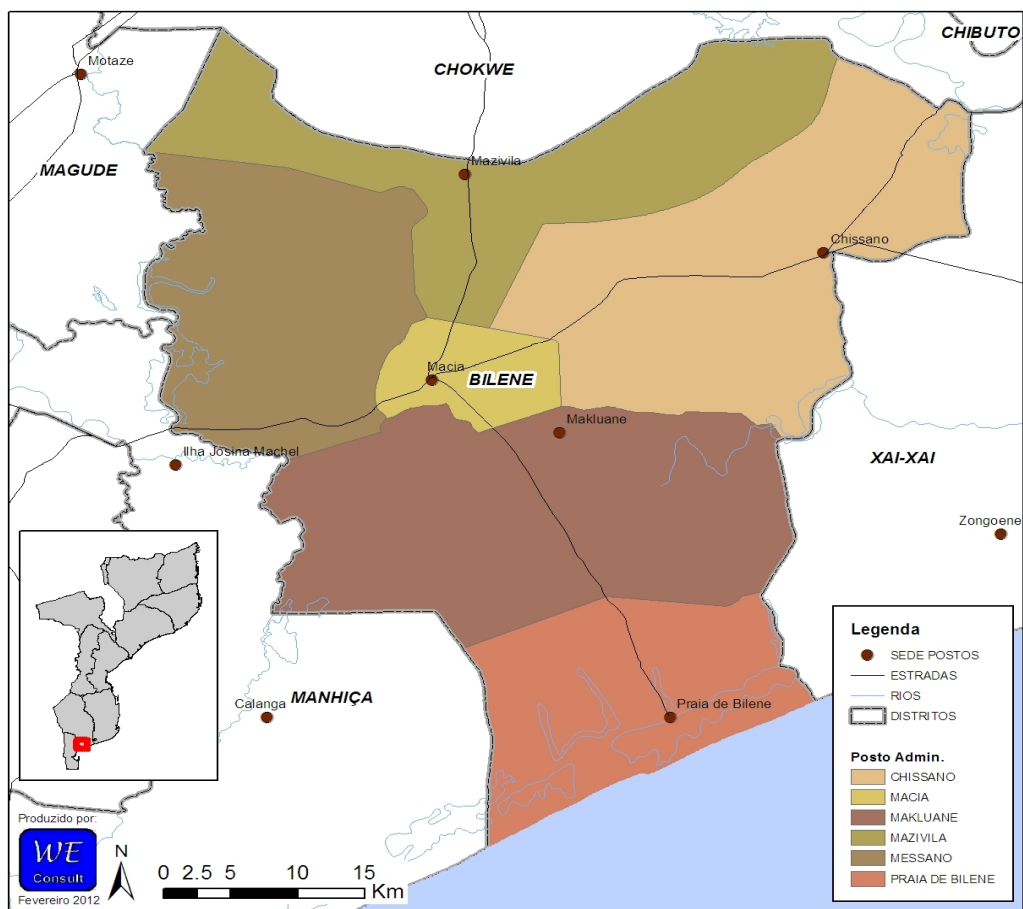 CHIBUTO
Motaze
CHOKWE
MAGUDE
Mazivila
Chissano
Macia
BILENE
Makluane
Ilha Josina Machel
XAI-XAI
Zongoene
Calanga
MANHIÇA
Praia de Bilene
Legenda
SEDE POSTOS
ESTRADAS
RIOS
DISTRITOS
Posto Admin.
CHISSANO
MACIA
MAKLUANE
MAZIVILA
MESSANO
PRAIA DE BILENE
Produzido por:
WE
Consult
Fevereiro 2012
N
0 2.5 5 10 15
Km